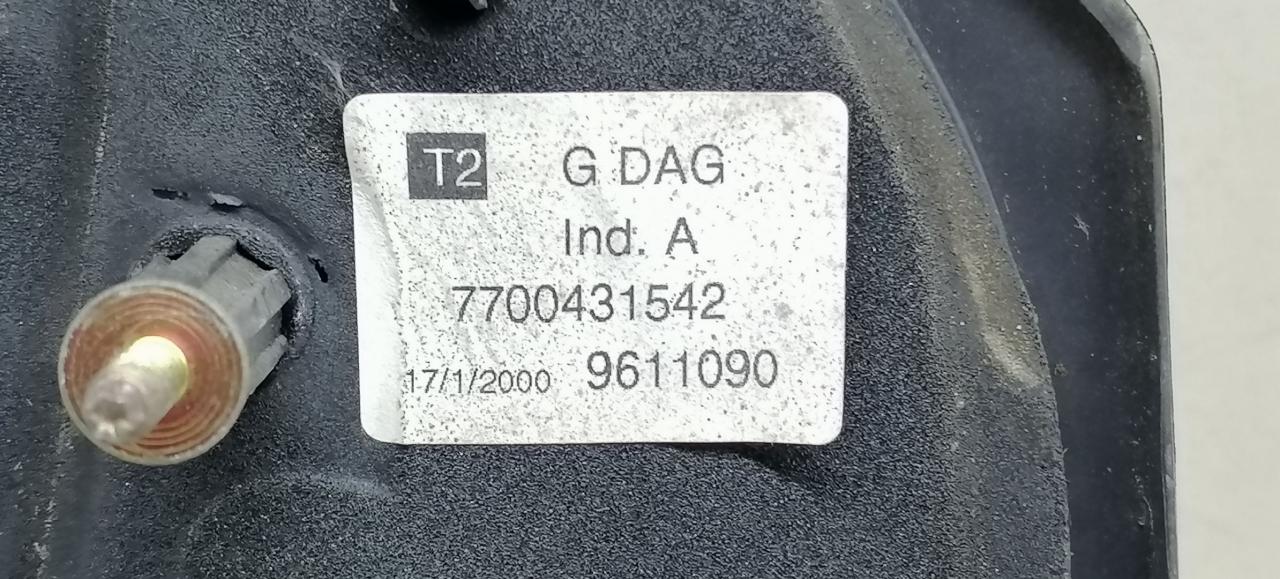 T2 G DAG
Ind. A
7700431542
17/1/2000 9611090